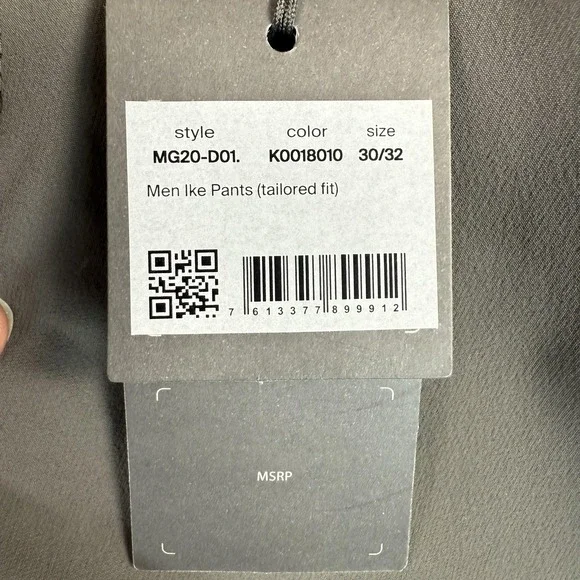 style color size
MG20-D01. K0018010 30/32
Men Ike Pants (tailored fit)
7 613377 899912
MSRP